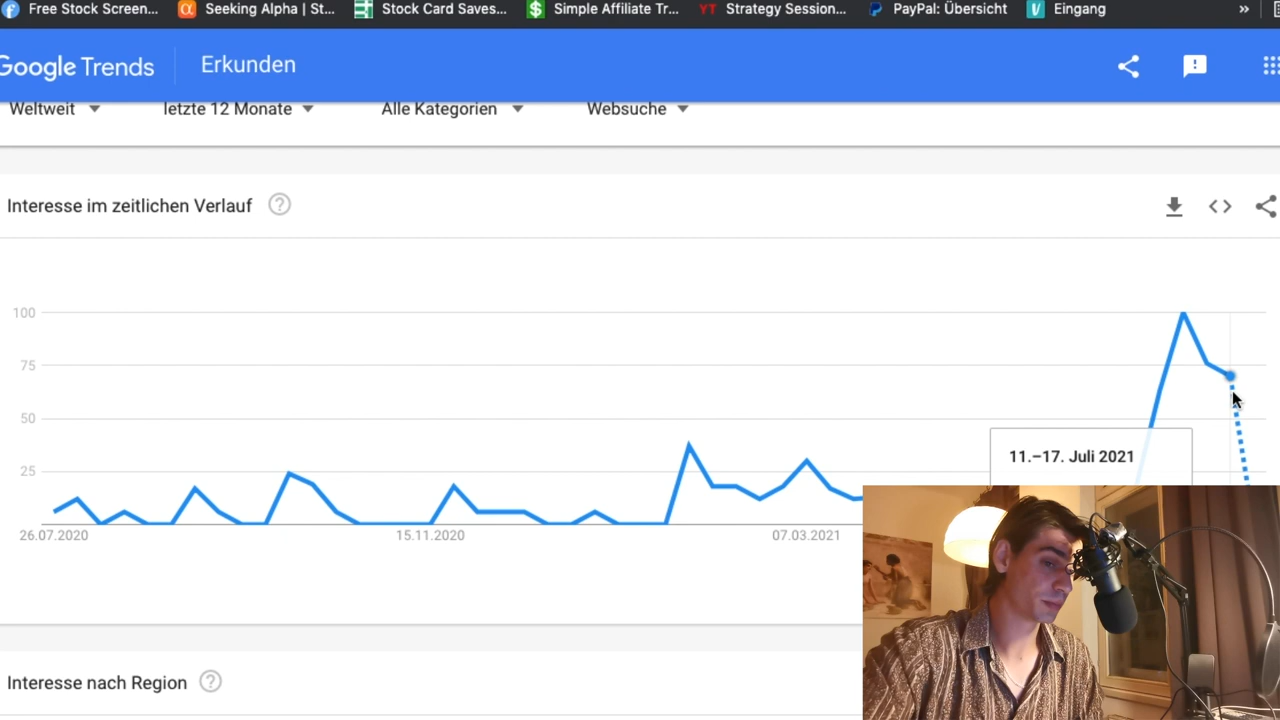 Free Stock Screen... Seeking Alpha | St... Stock Card Saves... Simple Affiliate Tr... YT Strategy Session... PayPal: Übersicht Eingang »
Google Trends Erkunden
Weltweit letzte 12 Monate Alle Kategorien Websuche
Interesse im zeitlichen Verlauf ?
100
75
50
25
11.–17. Juli 2021
26.07.2020 15.11.2020 07.03.2021
Interesse nach Region ?